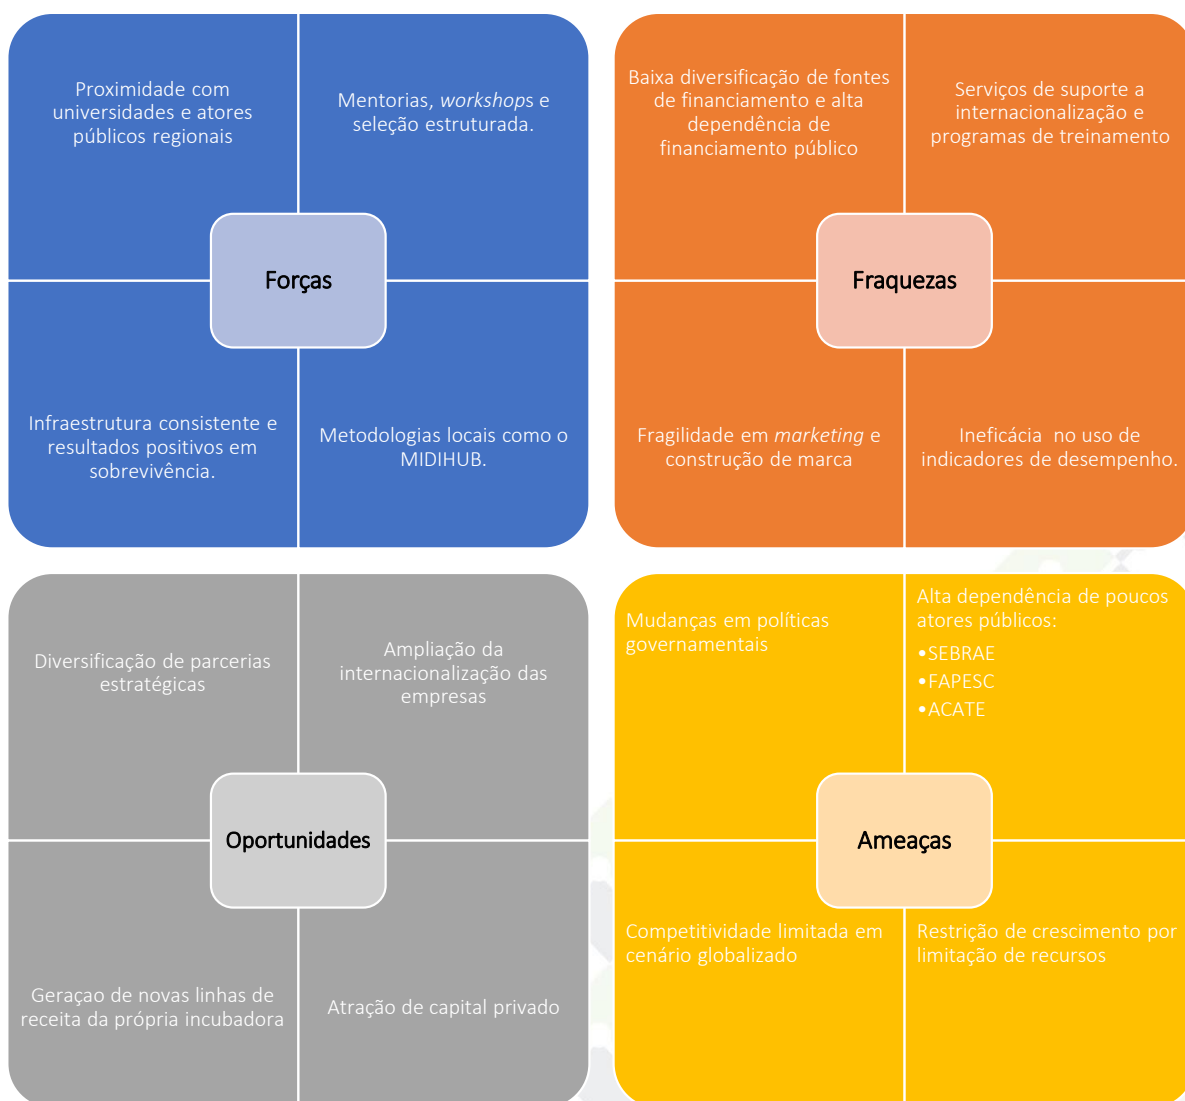 Proximidade com
universidades e atores
públicos regionais
Mentorias, workshops e
seleção estruturada.
Forças
Infraestrutura consistente e
resultados positivos em
sobrevivência.
Metodologias locais como o
MIDIHUB.
Baixa diversificação de fontes
de financiamento e alta
dependência de
financiamento público
Serviços de suporte a
internacionalização e
programas de treinamento
Fraquezas
Fragilidade em marketing e
construção de marca
Ineficácia  no uso de
indicadores de desempenho.
Diversificação de parcerias
estratégicas
Ampliação da
internacionalização das
empresas
Oportunidades
Geraçao de novas linhas de
receita da própria incubadora
Atração de capital privado
Mudanças em políticas
governamentais
Alta dependência de poucos
atores públicos:
•SEBRAE
•FAPESC
•ACATE
Ameaças
Competitividade limitada em
cenário globalizado
Restrição de crescimento por
limitação de recursos